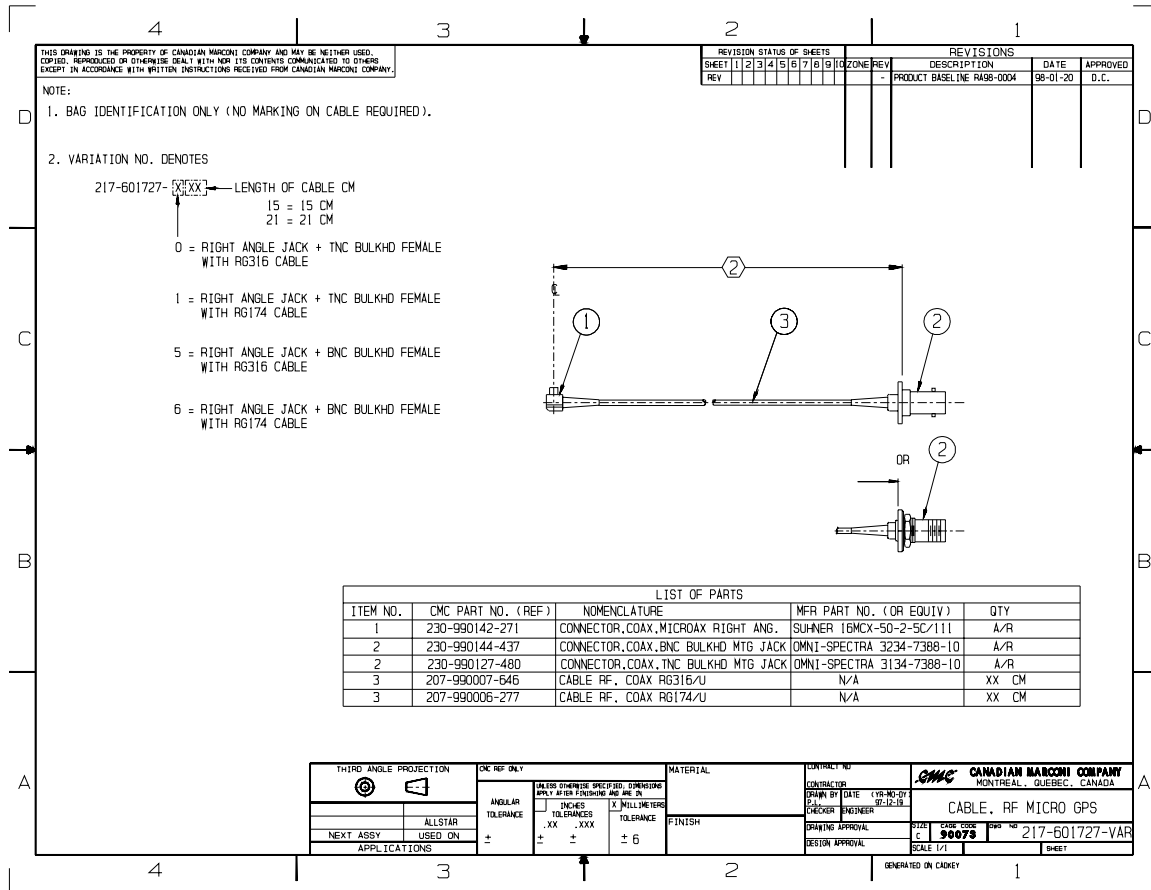 4 3 2 1
THIS DRAWING IS THE PROPERTY OF CANADIAN MARCONI COMPANY AND MAY BE NEITHER USED,
COPIED, REPRODUCED OR OTHERWISE DEALT WITH NOR ITS CONTENTS COMMUNICATED TO OTHERS
EXCEPT IN ACCORDANCE WITH WRITTEN INSTRUCTIONS RECEIVED FROM CANADIAN MARCONI COMPANY.
REVISION STATUS OF SHEETS
SHEET 1 2 3 4 5 6 7 8 9 10
REV
REVISIONS
ZONE REV DESCRIPTION DATE APPROVED
- PRODUCT BASELINE RA98-0004 98-01-20 D.C.
NOTE:
D D
1. BAG IDENTIFICATION ONLY (NO MARKING ON CABLE REQUIRED).
2. VARIATION NO. DENOTES
217-601727- X XX LENGTH OF CABLE CM
15 = 15 CM
21 = 21 CM
0 = RIGHT ANGLE JACK + TNC BULKHD FEMALE
WITH RG316 CABLE
1 = RIGHT ANGLE JACK + TNC BULKHD FEMALE
WITH RG174 CABLE
5 = RIGHT ANGLE JACK + BNC BULKHD FEMALE
WITH RG316 CABLE
6 = RIGHT ANGLE JACK + BNC BULKHD FEMALE
WITH RG174 CABLE
2
1 3 2
C C
OR 2
B B
LIST OF PARTS
ITEM NO. CMC PART NO. (REF) NOMENCLATURE MFR PART NO. (OR EQUIV) QTY
1 230-990142-271 CONNECTOR,COAX,MICROAX RIGHT ANG. SUHNER 16MCX-50-2-5C/111 A/R
2 230-990144-437 CONNECTOR,COAX,BNC BULKHD MTG JACK OMNI-SPECTRA 3234-7388-10 A/R
2 230-990127-480 CONNECTOR,COAX,TNC BULKHD MTG JACK OMNI-SPECTRA 3134-7388-10 A/R
3 207-990007-646 CABLE RF, COAX RG316/U N/A XX CM
3 207-990006-277 CABLE RF, COAX RG174/U N/A XX CM
A A
THIRD ANGLE PROJECTION
ALLSTAR
NEXT ASSY USED ON
APPLICATIONS
CMC REF ONLY
ANGULAR
TOLERANCE
±
UNLESS OTHERWISE SPECIFIED, DIMENSIONS
APPLY AFTER FINISHING AND ARE IN
INCHES
TOLERANCES
.XX .XXX
± ±
X MILLIMETERS
TOLERANCE
± 6
MATERIAL
FINISH
CONTRACT NO
CONTRACTOR
DRAWN BY DATE (YR-MO-DY)
P.L. 97-12-19
CHECKER ENGINEER
DRAWING APPROVAL
DESIGN APPROVAL
CMC CANADIAN MARCONI COMPANY
MONTREAL, QUEBEC, CANADA
CABLE, RF MICRO GPS
SIZE C CAGE CODE 90073 DWG NO 217-601727-VAR
SCALE 1/1 SHEET
GENERATED ON CADKEY
4 3 2 1